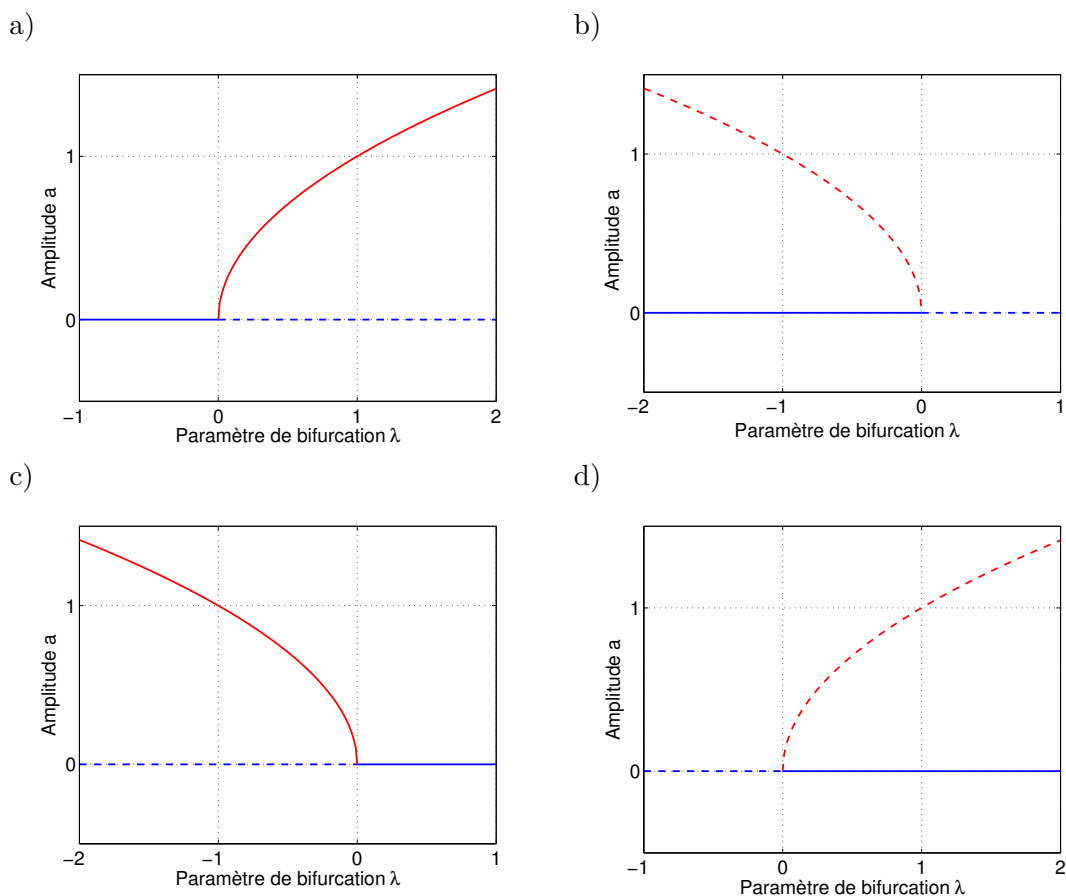 a)
1
Amplitude a
0
−1 0 1 2
Paramètre de bifurcation λ
b)
1
Amplitude a
0
−2 −1 0 1
Paramètre de bifurcation λ
c)
1
Amplitude a
0
−2 −1 0 1
Paramètre de bifurcation λ
d)
1
Amplitude a
0
−1 0 1 2
Paramètre de bifurcation λ